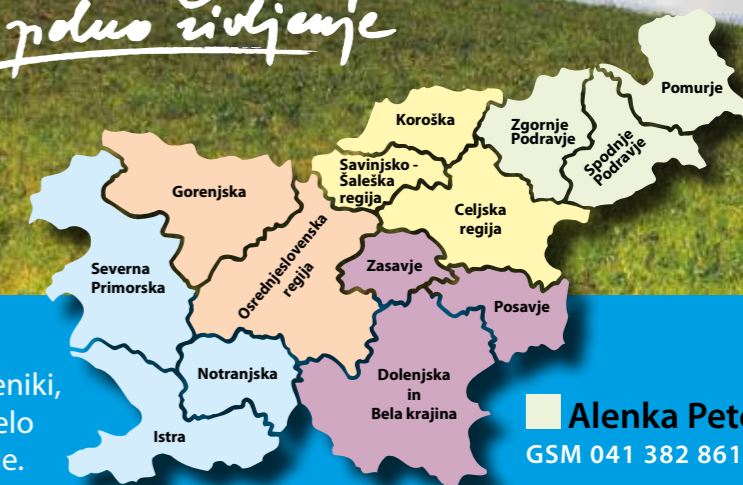 polno življenje
Pomurje
Koroška
Zgornje
Podravje
Spodnje
Podravje
Savinjsko -
Šaleška
regija
Gorenjska
Celjska
regija
Osrednjeslovenska
regija
Zasavje
Severna
Primorska
Posavje
Notranjska
Dolenjska
in
Bela krajina
Istra
eniki,
elo
e.
Alenka Pete
GSM 041 382 861